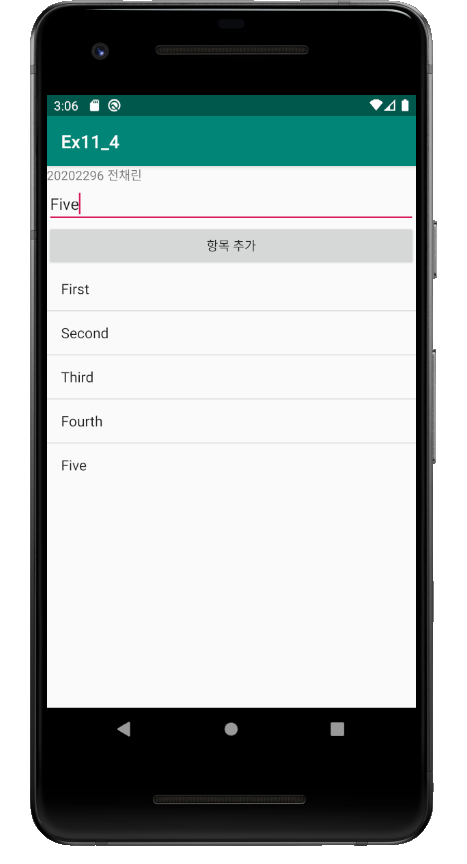 3:06
Ex11_4
20202296 전채린
Five
항목 추가
First
Second
Third
Fourth
Five